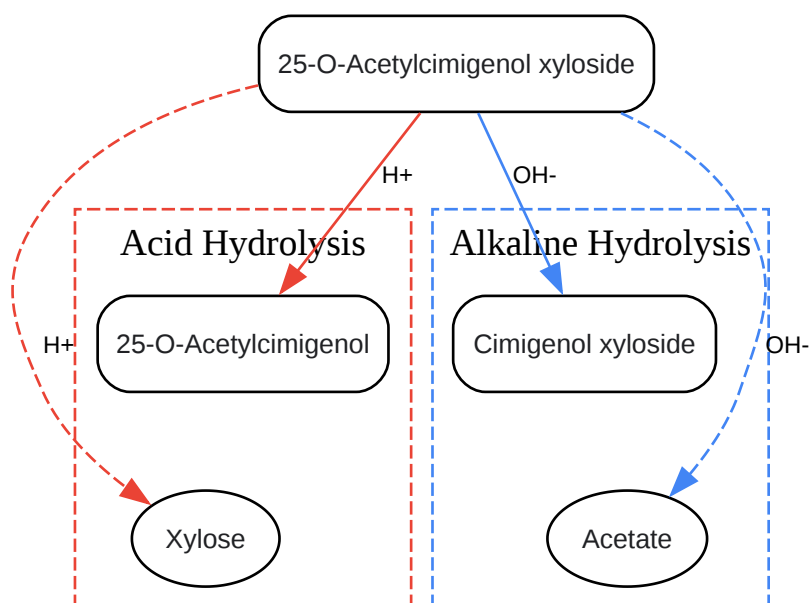 25-O-Acetylcimigenol xyloside
H+
OH-
Acid Hydrolysis
Alkaline Hydrolysis
25-O-Acetylcimigenol
Cimigenol xyloside
H+
OH-
Xylose
Acetate